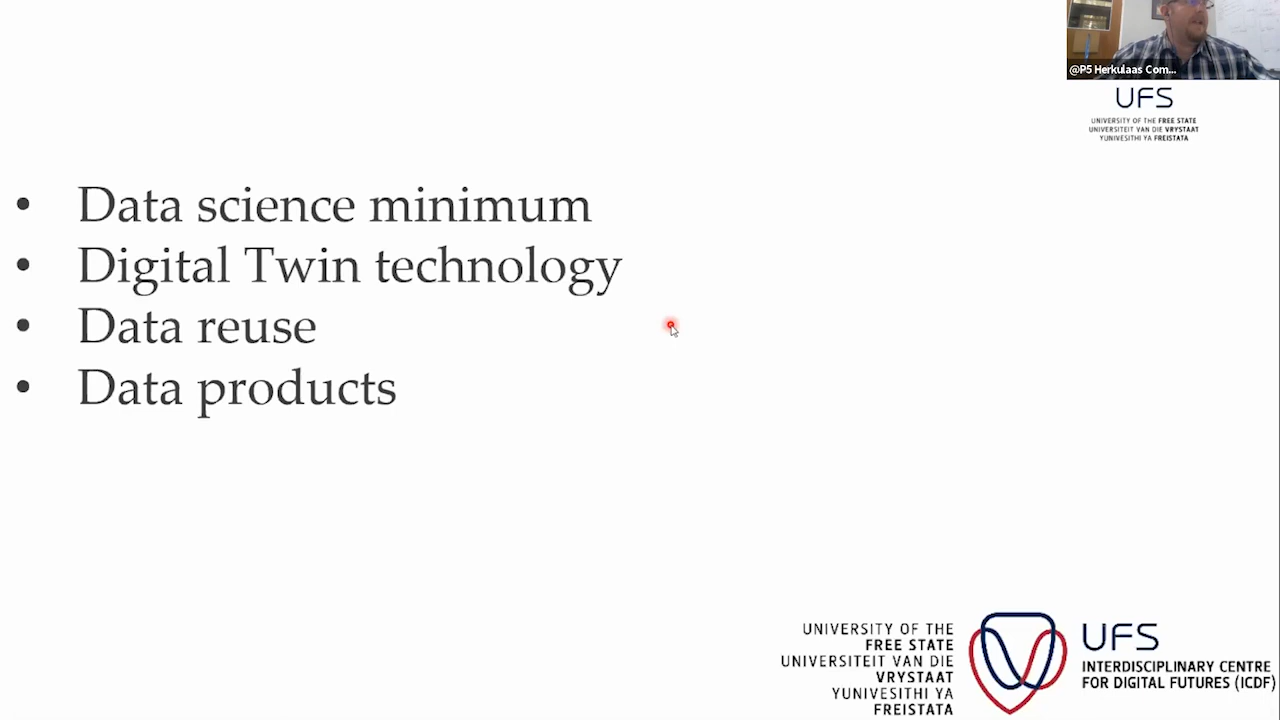 @P5 Herkulaas Com...
UFS
UNIVERSITY OF THE FREE STATE
UNIVERSITEIT VAN DIE VRYSTAAT
YUNIVESITHI YA FREISTATA
• Data science minimum
• Digital Twin technology
• Data reuse
• Data products
UNIVERSITY OF THE
FREE STATE
UNIVERSITEIT VAN DIE
VRYSTAAT
YUNIVESITHI YA
FREISTATA
UFS
INTERDISCIPLINARY CENTRE
FOR DIGITAL FUTURES (ICDF)